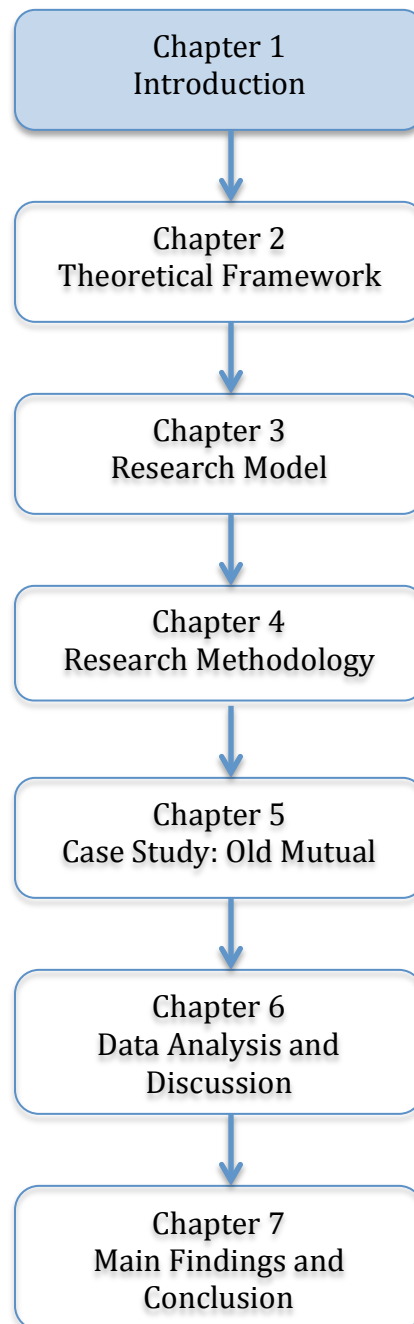 Chapter 1
Introduction
Chapter 2
Theoretical Framework
Chapter 3
Research Model
Chapter 4
Research Methodology
Chapter 5
Case Study: Old Mutual
Chapter 6
Data Analysis and
Discussion
Chapter 7
Main Findings and
Conclusion